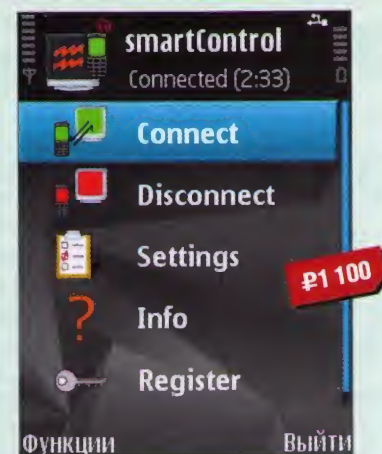 smartControl
Connected (2:33)
Connect
Disconnect
Settings
₽1 100
Info
Register
Функции
Выйти